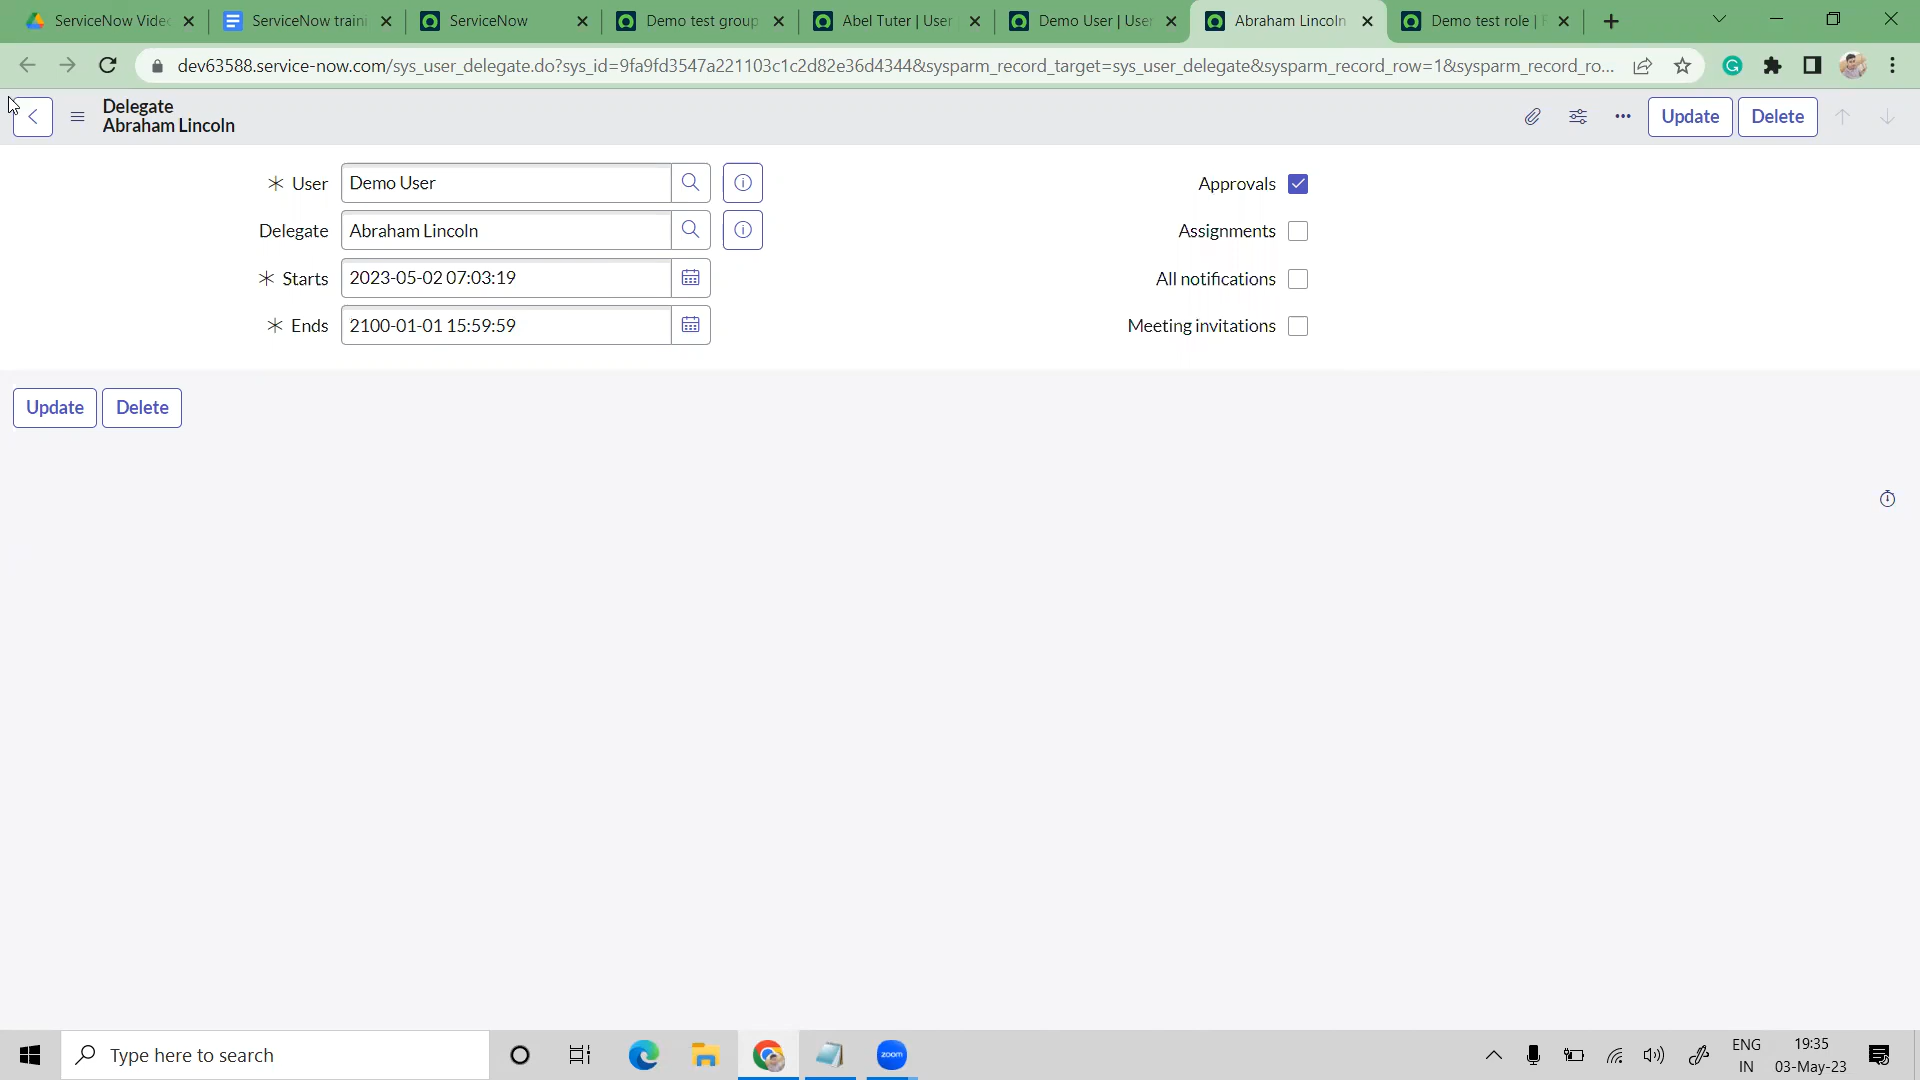 ServiceNow Video
ServiceNow traini
ServiceNow
Demo test group
Abel Tuter | User
Demo User | User
Abraham Lincoln
Demo test role |
dev63588.service-now.com/sys_user_delegate.do?sys_id=9fa9fd3547a221103c1c2d82e36d4344&sysparm_record_target=sys_user_delegate&sysparm_record_row=1&sysparm_record_ro...
Delegate
Abraham Lincoln
Update
Delete
User
Demo User
Approvals
Delegate
Abraham Lincoln
Assignments
Starts
2023-05-02 07:03:19
All notifications
Ends
2100-01-01 15:59:59
Meeting invitations
Update
Delete
Type here to search
zoom
ENG
IN
19:35
03-May-23